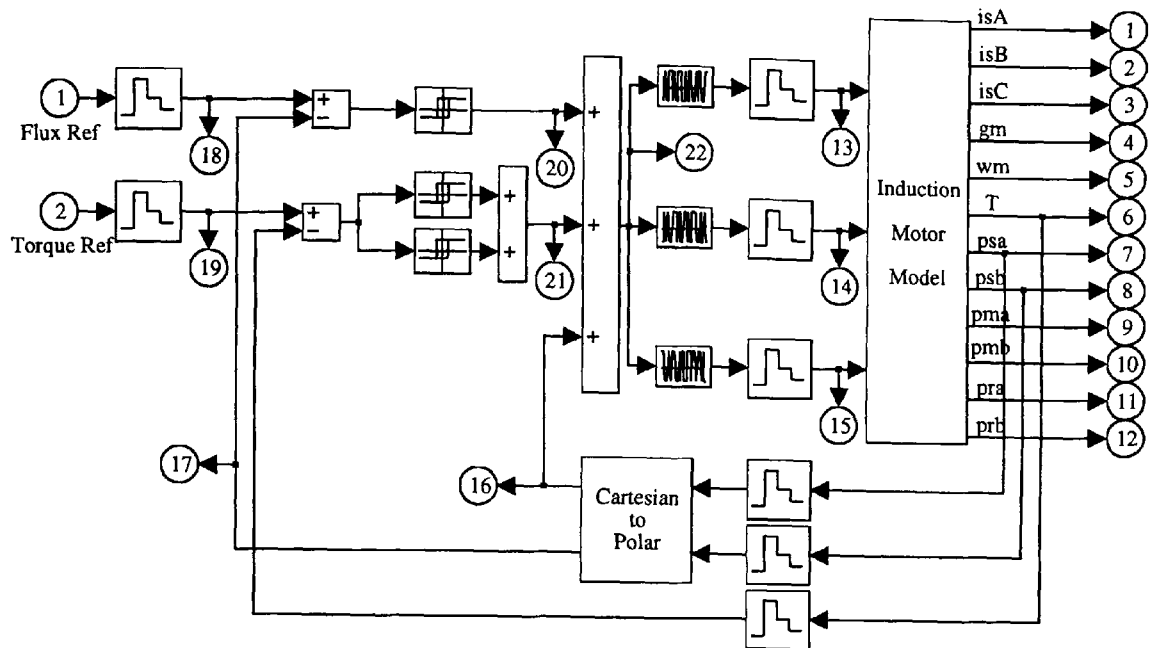 isA
1
isB
2
1
isC
3
Flux Ref
+
−
+
gm
4
18
20
22
13
wm
5
Induction
Motor
Model
2
Torque Ref
+
−
+
+
+
T
6
19
21
14
psa
7
psb
8
pma
9
+
pmb
10
pra
11
15
prb
12
17
16
Cartesian
to
Polar